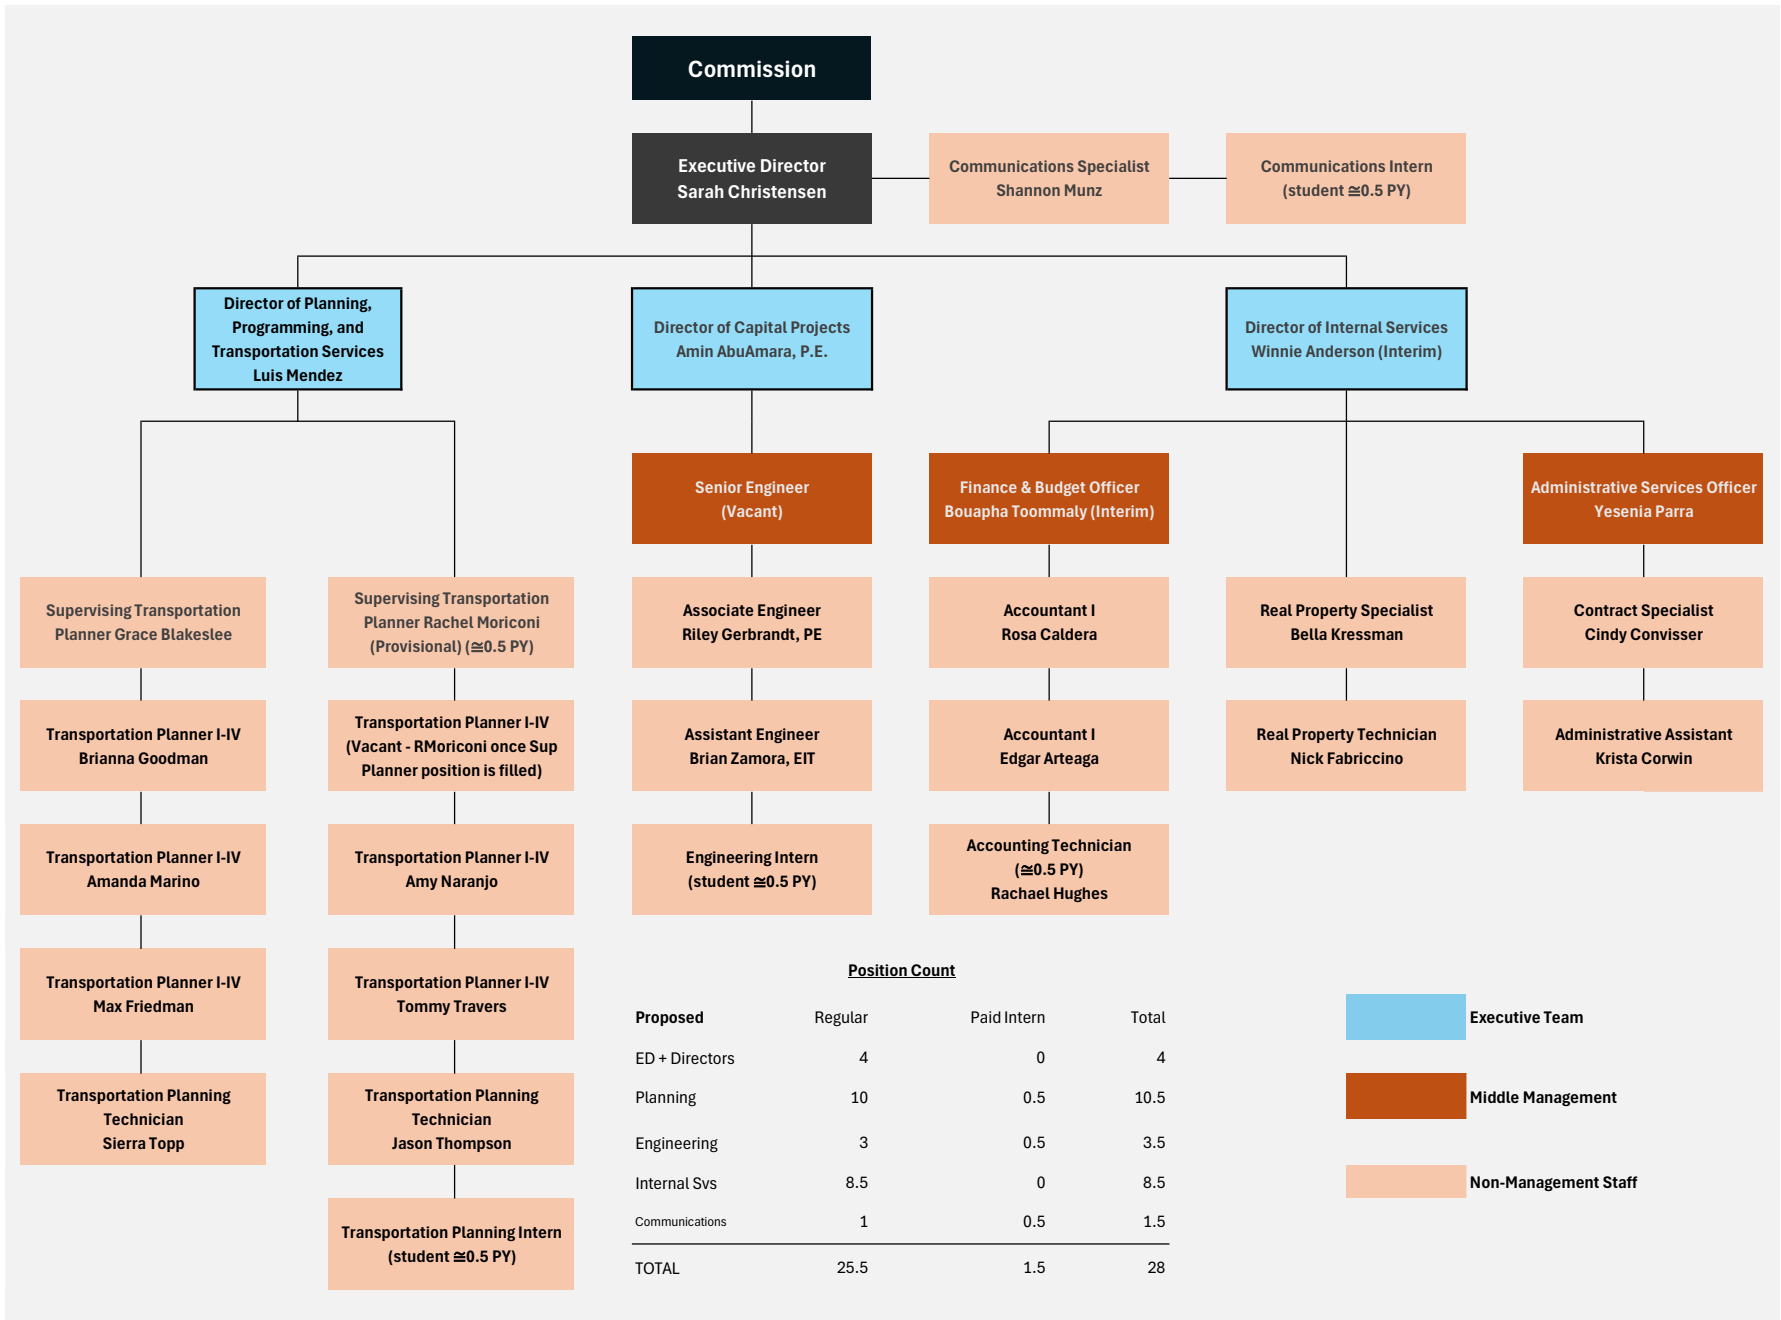 Commission
Executive Director
Sarah Christensen
Communications Specialist
Shannon Munz
Communications Intern
(student ≅0.5 PY)
Director of Planning,
Programming, and
Transportation Services
Luis Mendez
Director of Capital Projects
Amin AbuAmara, P.E.
Director of Internal Services
Winnie Anderson (Interim)
Senior Engineer
(Vacant)
Finance & Budget Officer
Bouapha Toommaly (Interim)
Administrative Services Officer
Yesenia Parra
Supervising Transportation
Planner Grace Blakeslee
Supervising Transportation
Planner Rachel Moriconi
(Provisional) (≅0.5 PY)
Associate Engineer
Riley Gerbrandt, PE
Accountant I
Rosa Caldera
Real Property Specialist
Bella Kressman
Contract Specialist
Cindy Convisser
Transportation Planner I-IV
Brianna Goodman
Transportation Planner I-IV
(Vacant - RMoriconi once Sup
Planner position is filled)
Assistant Engineer
Brian Zamora, EIT
Accountant I
Edgar Arteaga
Real Property Technician
Nick Fabriccino
Administrative Assistant
Krista Corwin
Transportation Planner I-IV
Amanda Marino
Transportation Planner I-IV
Amy Naranjo
Engineering Intern
(student ≅0.5 PY)
Accounting Technician
(≅0.5 PY)
Rachael Hughes
Transportation Planner I-IV
Max Friedman
Transportation Planner I-IV
Tommy Travers
Transportation Planning
Technician
Sierra Topp
Transportation Planning
Technician
Jason Thompson
Transportation Planning Intern
(student ≅0.5 PY)
Position Count
Proposed Regular Paid Intern Total
ED + Directors 4 0 4
Planning 10 0.5 10.5
Engineering 3 0.5 3.5
Internal Svs 8.5 0 8.5
Communications 1 0.5 1.5
TOTAL 25.5 1.5 28
Executive Team
Middle Management
Non-Management Staff